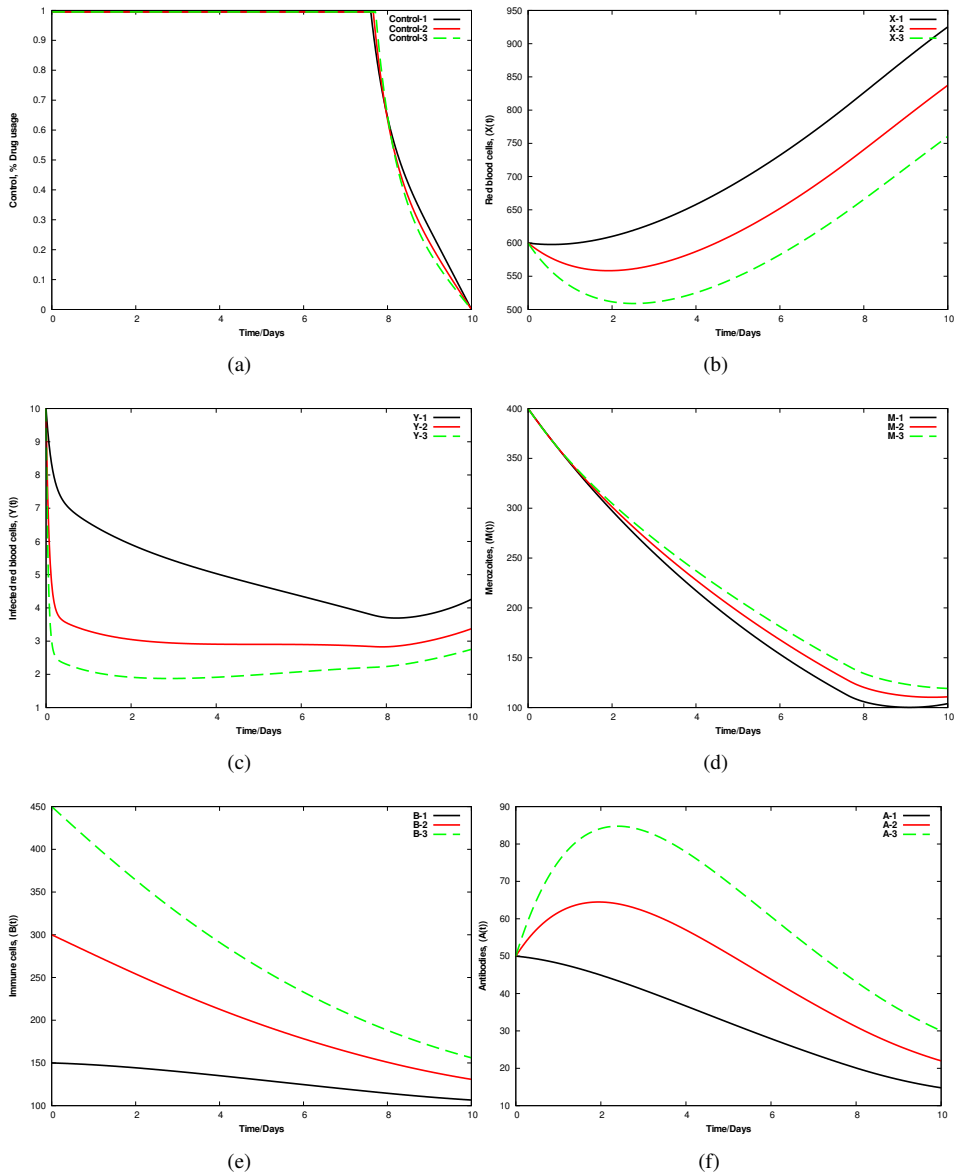 Control-1
Control-2
Control-3
1
0.9
0.8
0.7
0.6
0.5
0.4
0.3
0.2
0.1
0
Control, % Drug usage
0 2 4 6 8 10
Time/Days
(a)
X-1
X-2
X-3
950
900
850
800
750
700
650
600
550
500
Red blood cells, (X(t)
0 2 4 6 8 10
Time/Days
(b)
Y-1
Y-2
Y-3
10
9
8
7
6
5
4
3
2
1
Infected red blood cells, (Y(t))
0 2 4 6 8 10
Time/Days
(c)
M-1
M-2
M-3
400
350
300
250
200
150
100
Merozoites, (M(t))
0 2 4 6 8 10
Time/Days
(d)
B-1
B-2
B-3
450
400
350
300
250
200
150
100
Immune cells, (B(t))
0 2 4 6 8 10
Time/Days
(e)
A-1
A-2
A-3
90
80
70
60
50
40
30
20
10
Antibodies, (A(t))
0 2 4 6 8 10
Time/Days
(f)